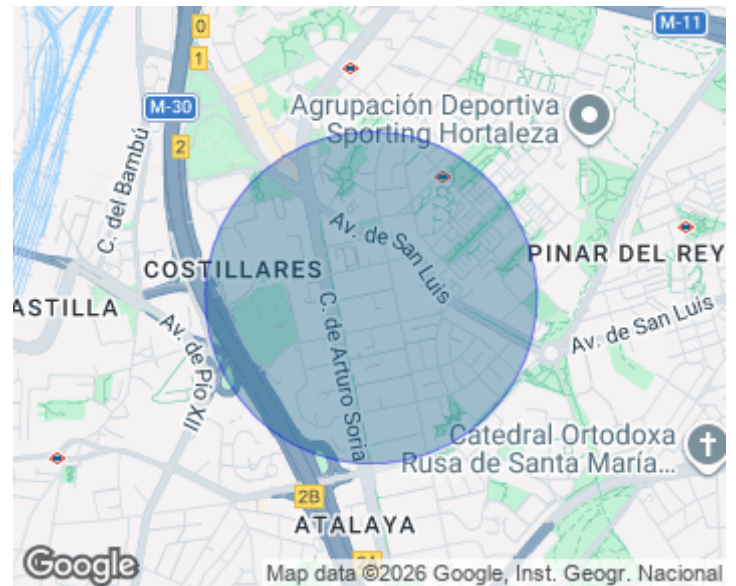 0
1
M-11
M-30
2
Agrupación Deportiva
Sporting Hortaleza
C. del Bambú
Av. de San Luis
PINAR DEL REY
COSTILLARES
ASTILLA
Av. de San Luis
Av. de Pío XII
C. de Arturo Soria
Catedral Ortodoxa
Rusa de Santa María...
2B
ATALAYA
Google
Map data ©2026 Google, Inst. Geogr. Nacional